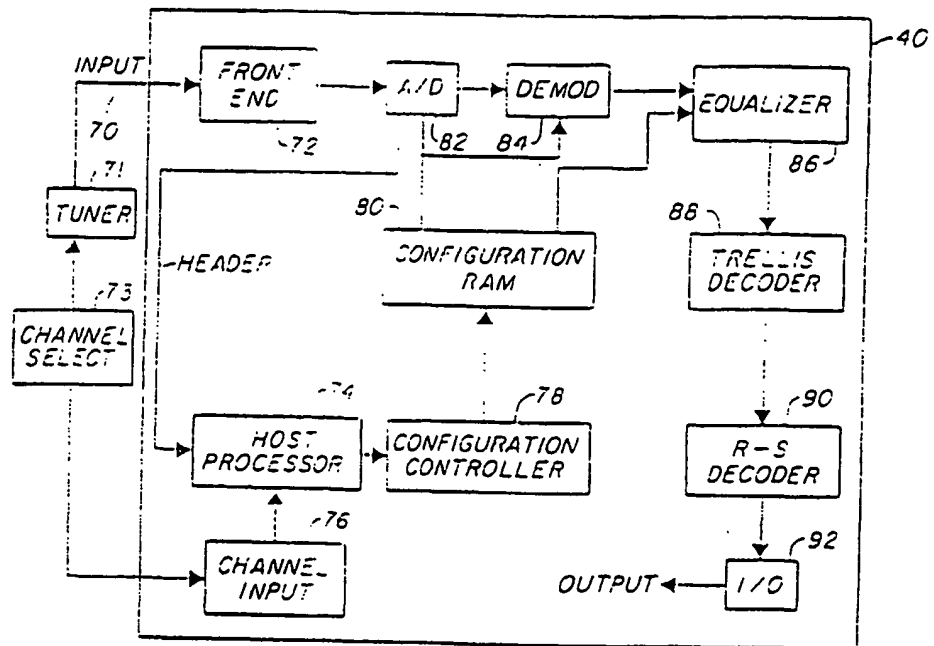 40
INPUT
FRONT
END
A/D
DEMOD
EQUALIZER
70
72
82
84
86
71
TUNER
80
88
HEADER
CONFIGURATION
RAM
TRELLIS
DECODER
73
CHANNEL
SELECT
74
78
90
HOST
PROCESSOR
CONFIGURATION
CONTROLLER
R-S
DECODER
76
92
CHANNEL
INPUT
OUTPUT
I/O